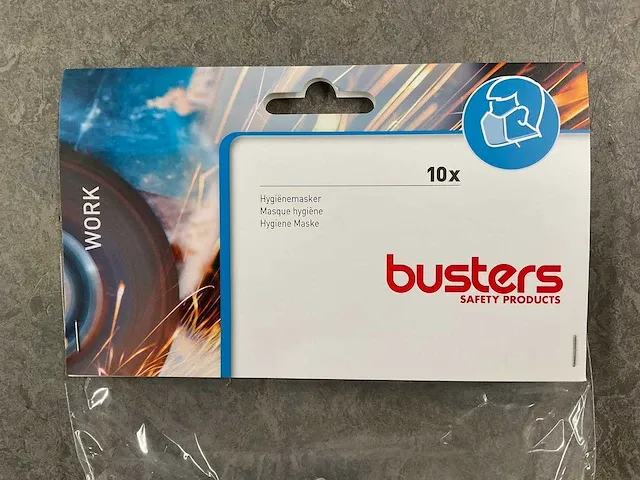 WORK
10x
Hygiënemasker
Masque hygiène
Hygiene Maske
busters
SAFETY PRODUCTS